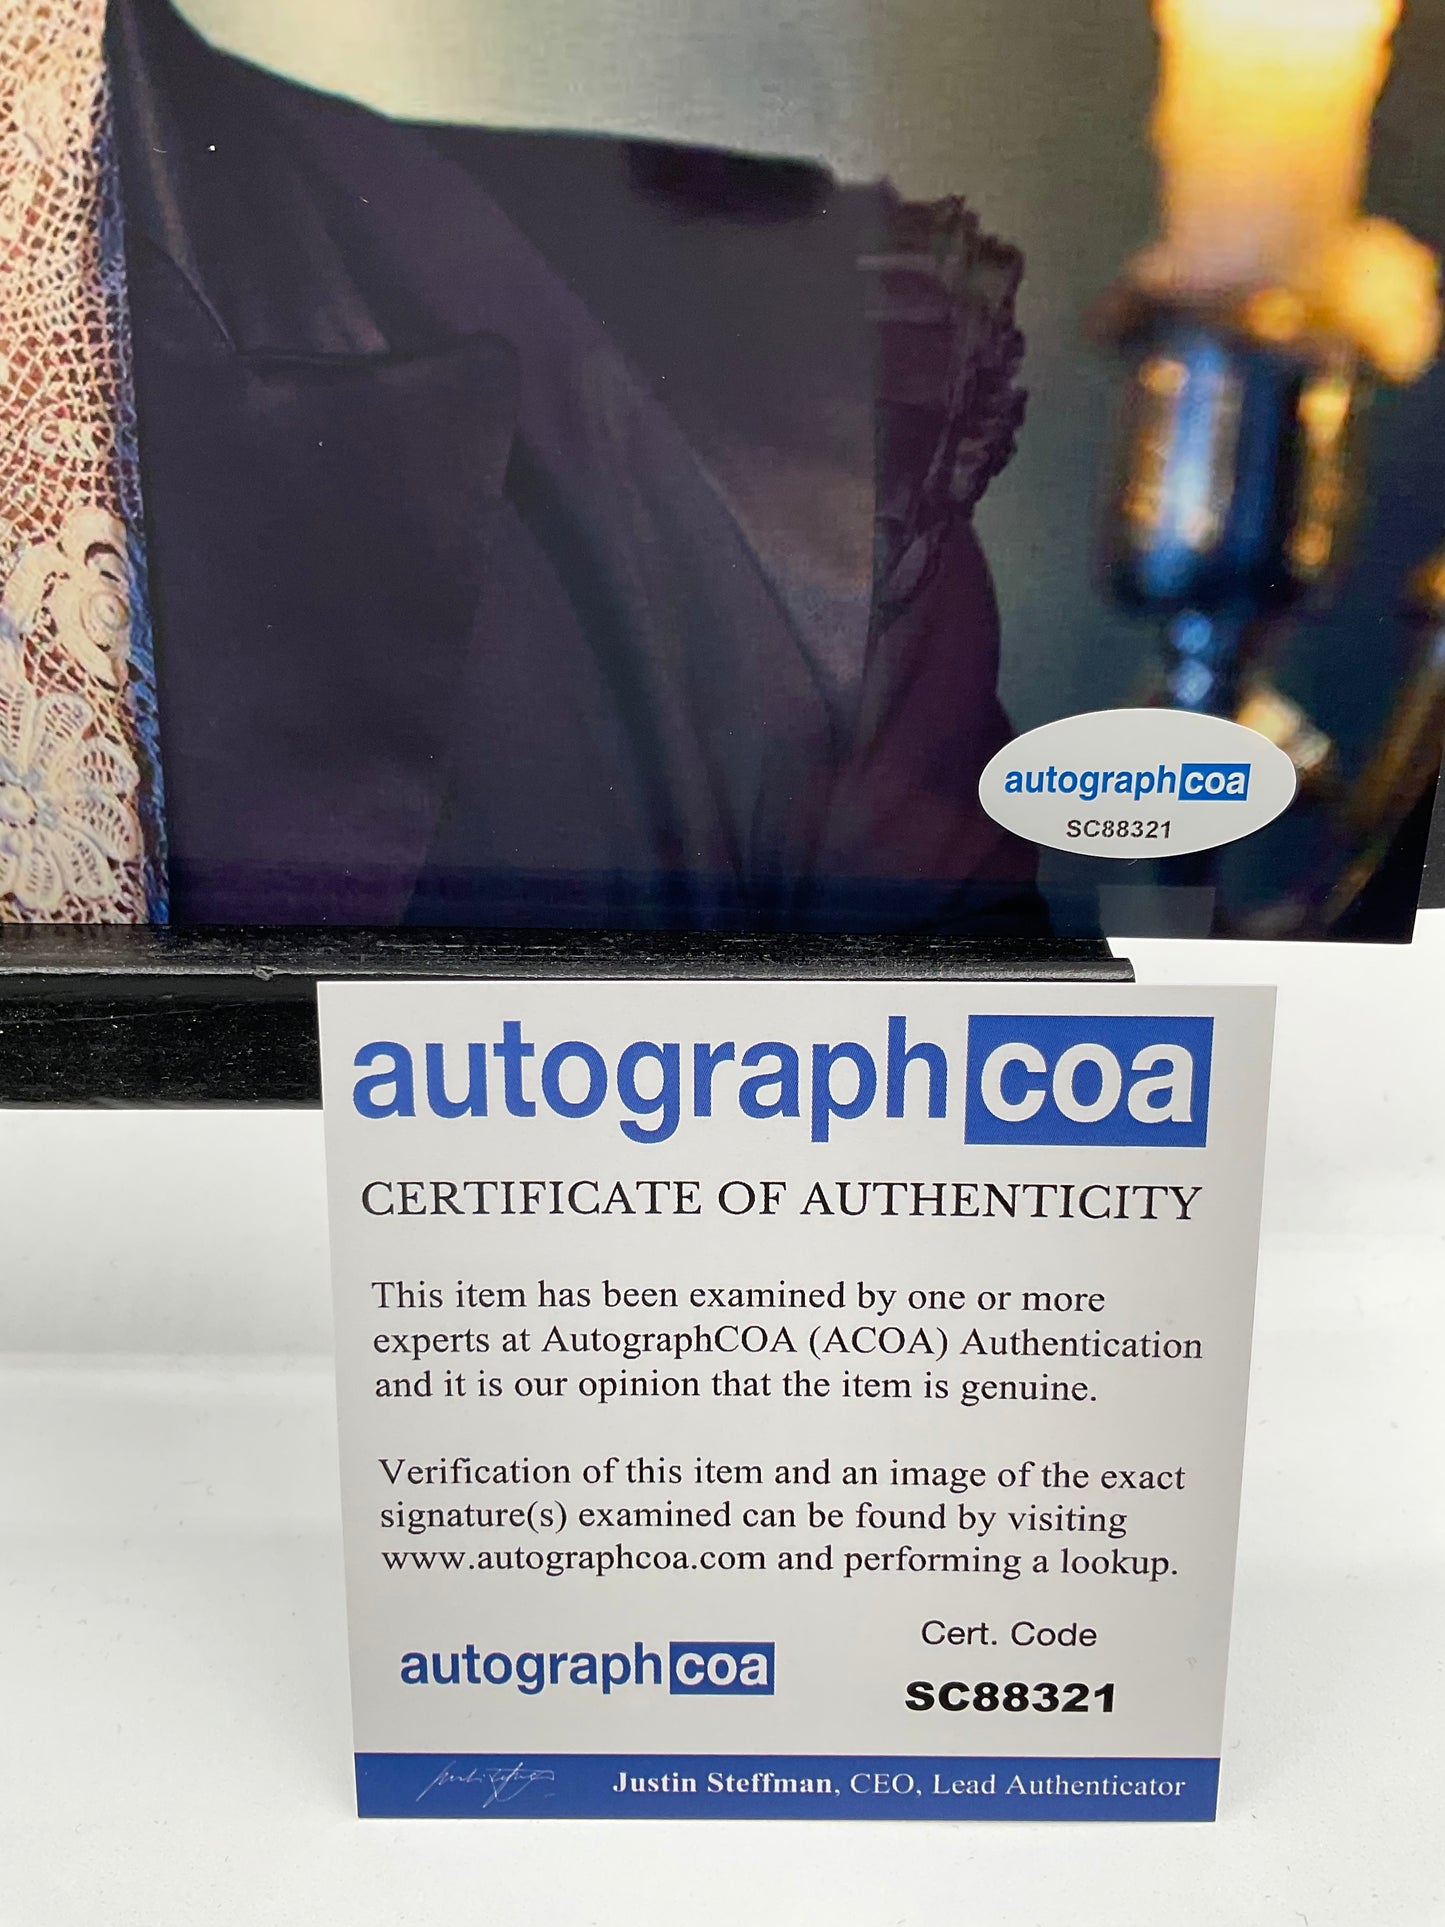 autographcoa
SC88321
autographcoa
CERTIFICATE OF AUTHENTICITY
This item has been examined by one or more
experts at AutographCOA (ACOA) Authentication
and it is our opinion that the item is genuine.
Verification of this item and an image of the exact
signature(s) examined can be found by visiting
www.autographcoa.com and performing a lookup.
Cert. Code
autographcoa
SC88321
Justin Steffman, CEO, Lead Authenticator